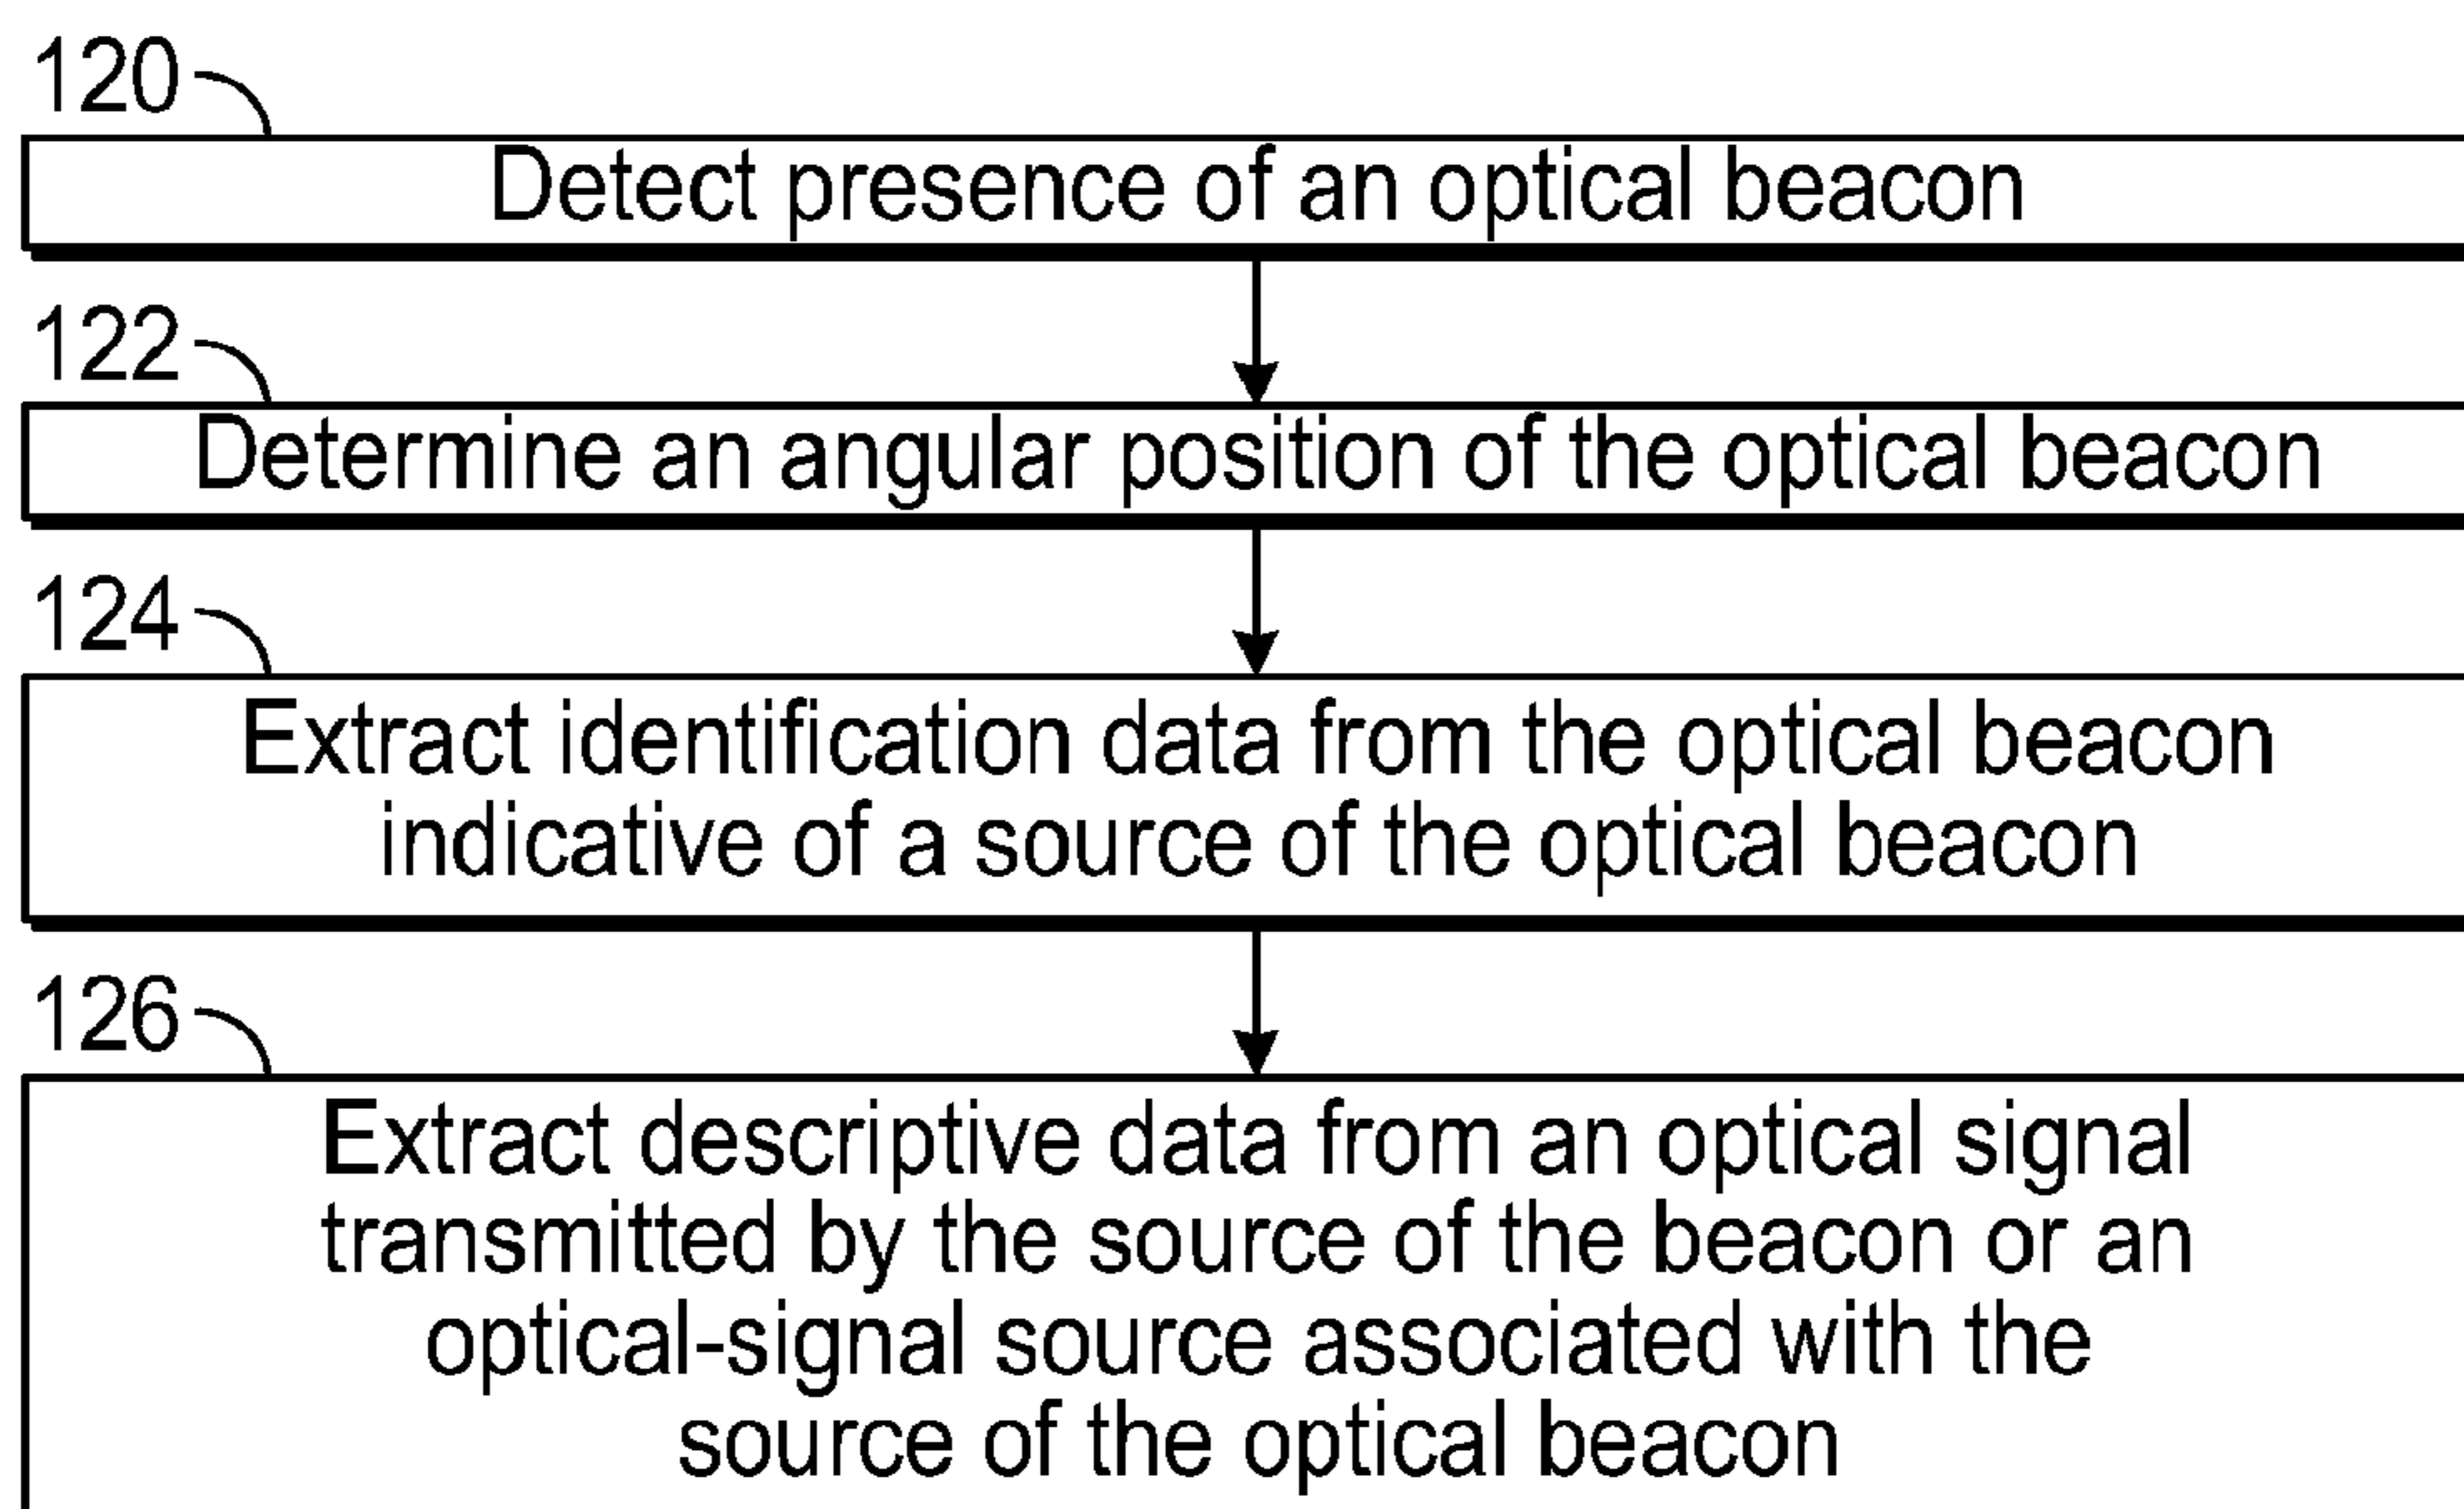 120
Detect presence of an optical beacon
122
Determine an angular position of the optical beacon
124
Extract identification data from the optical beacon
indicative of a source of the optical beacon
126
Extract descriptive data from an optical signal
transmitted by the source of the beacon or an
optical-signal source associated with the
source of the optical beacon